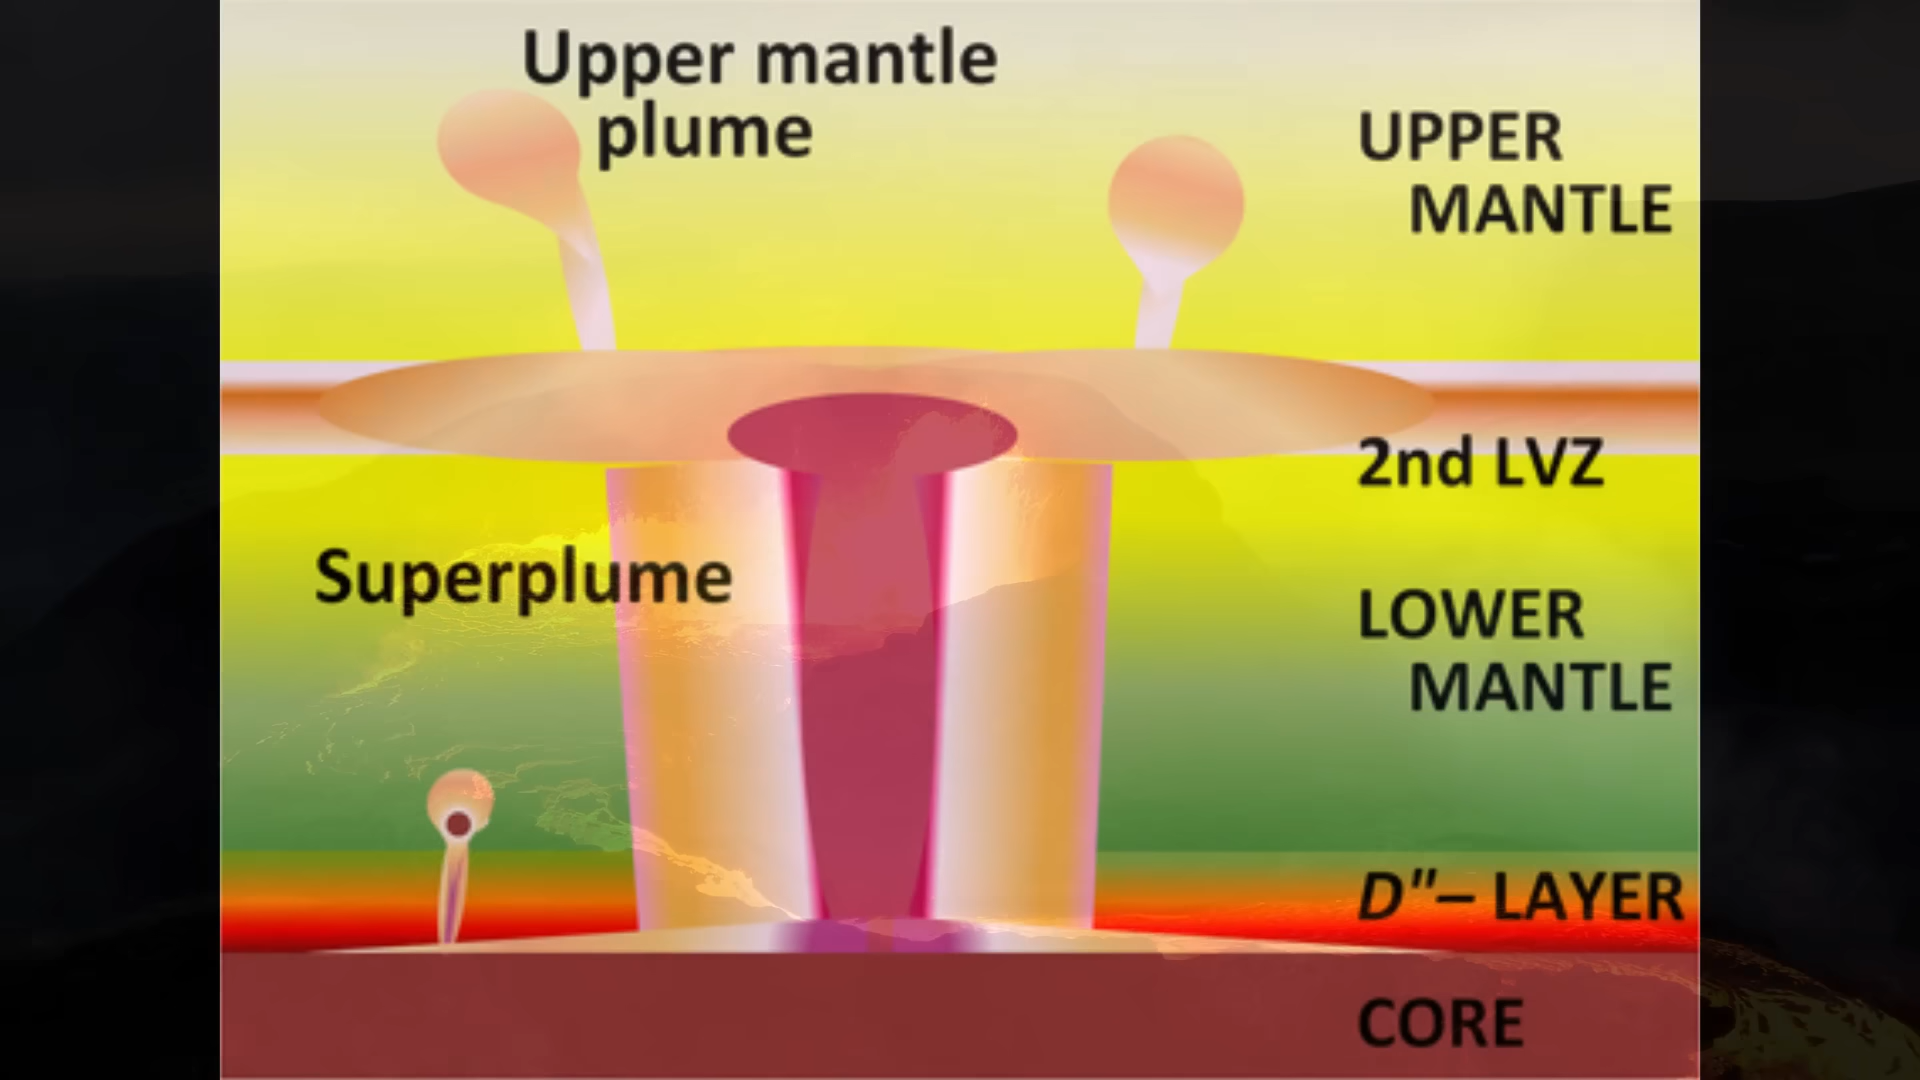 Upper mantle
plume
UPPER
MANTLE
2nd LVZ
Superplume
LOWER
MANTLE
D"– LAYER
CORE